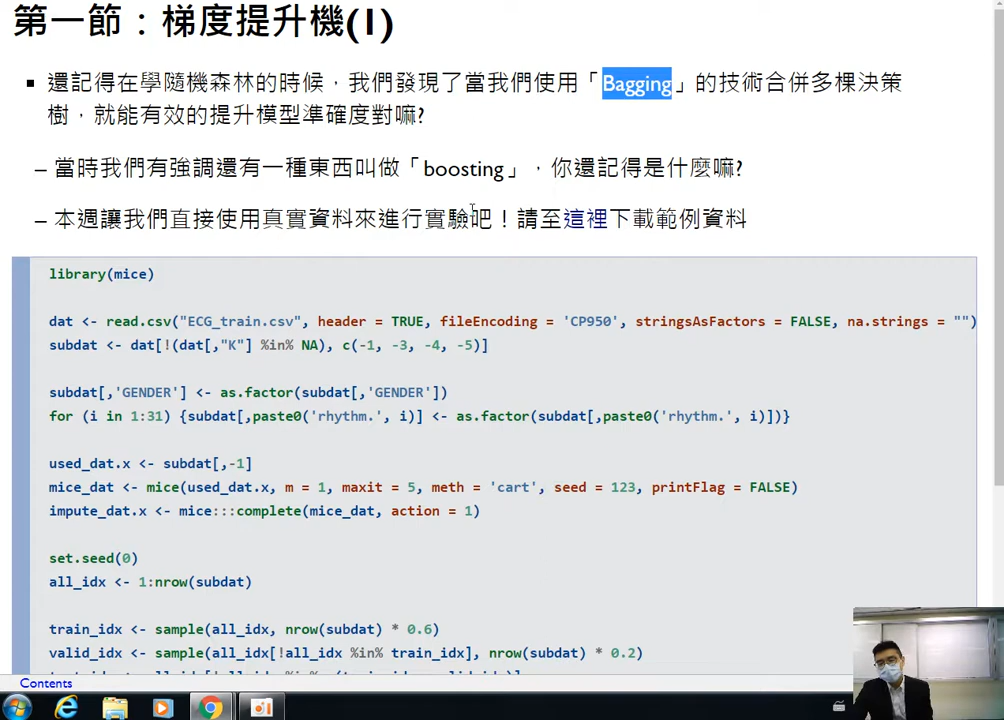 第一節：梯度提升機(1)
▪ 還記得在學隨機森林的時候，我們發現了當我們使用「Bagging」的技術合併多棵決策
樹，就能有效的提升模型準確度對嘛?
– 當時我們有強調還有一種東西叫做「boosting」，你還記得是什麼嘛?
– 本週讓我們直接使用真實資料來進行實驗吧！請至這裡下載範例資料
library(mice)
dat <- read.csv("ECG_train.csv", header = TRUE, fileEncoding = 'CP950', stringsAsFactors = FALSE, na.strings = "")
subdat <- dat[!(dat[,"K"] %in% NA), c(-1, -3, -4, -5)]
subdat[,'GENDER'] <- as.factor(subdat[,'GENDER'])
for (i in 1:31) {subdat[,paste0('rhythm.', i)] <- as.factor(subdat[,paste0('rhythm.', i)])}
used_dat.x <- subdat[,-1]
mice_dat <- mice(used_dat.x, m = 1, maxit = 5, meth = 'cart', seed = 123, printFlag = FALSE)
impute_dat.x <- mice:::complete(mice_dat, action = 1)
set.seed(0)
all_idx <- 1:nrow(subdat)
train_idx <- sample(all_idx, nrow(subdat) * 0.6)
valid_idx <- sample(all_idx[!all_idx %in% train_idx], nrow(subdat) * 0.2)
Contents